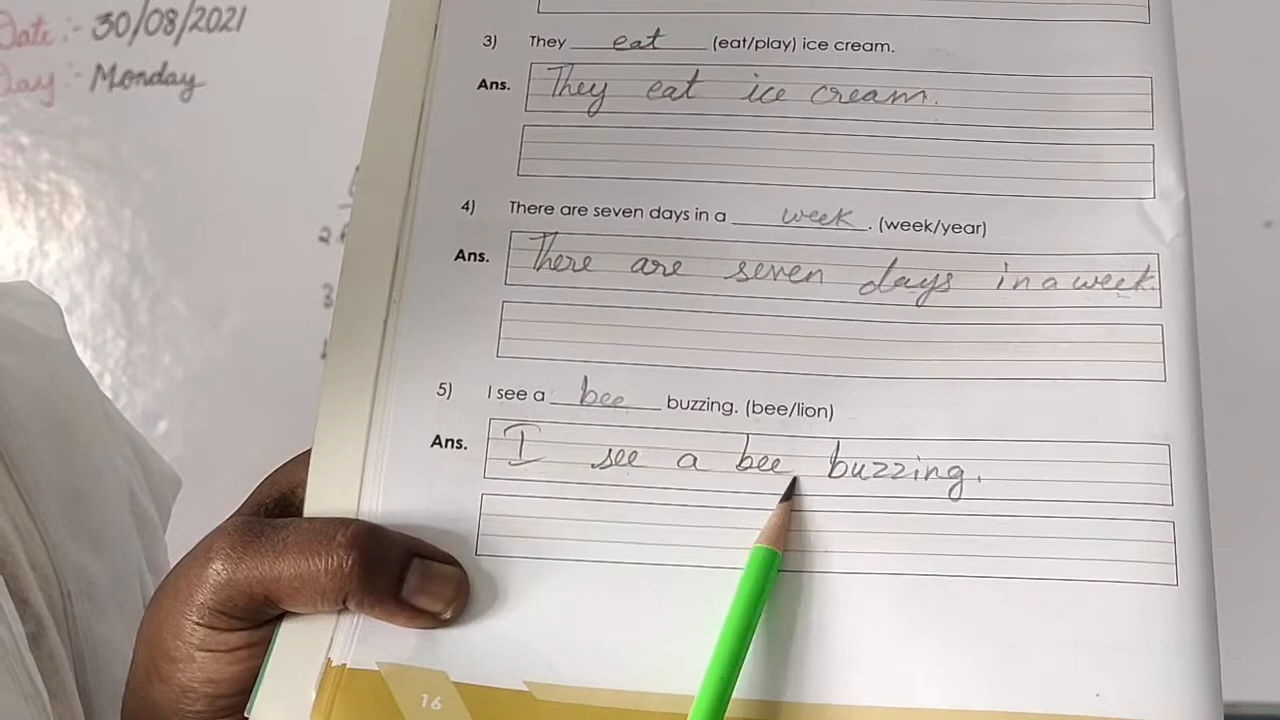 Date:- 30/08/2021
Day:- Monday
3) They eat (eat/play) ice cream.
Ans. They eat ice cream.
4) There are seven days in a week. (week/year)
Ans. There are seven days in a week.
5) I see a bee buzzing. (bee/lion)
Ans. I see a bee buzzing.
16